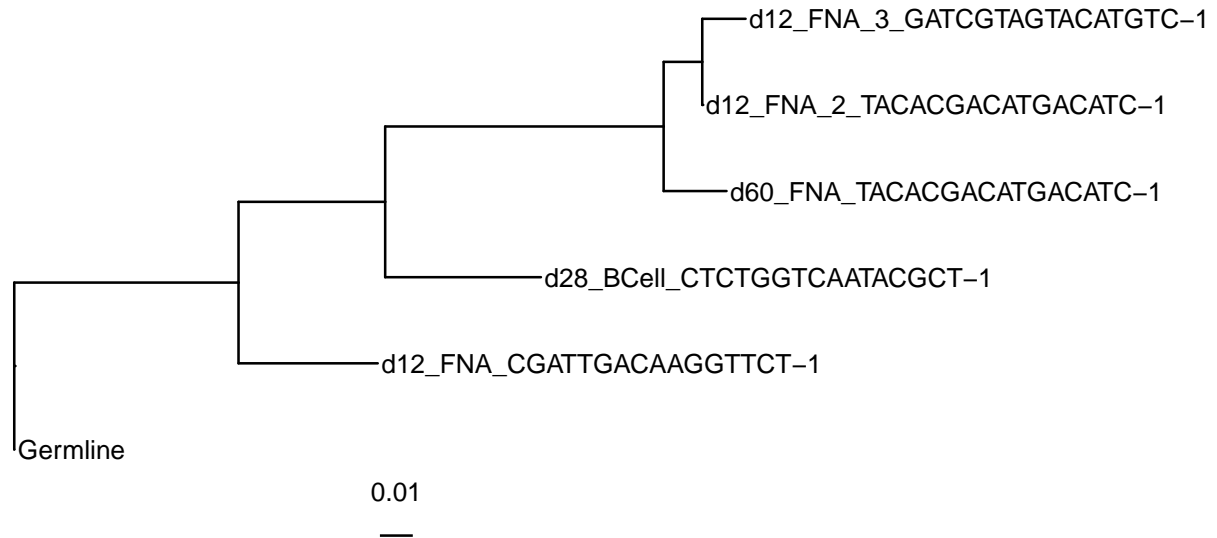 d12_FNA_3_GATCGTAGTACATGTC−1
d12_FNA_2_TACACGACATGACATC−1
d60_FNA_TACACGACATGACATC−1
d28_BCell_CTCTGGTCAATACGCT−1
d12_FNA_CGATTGACAAGGTTCT−1
Germline
0.01